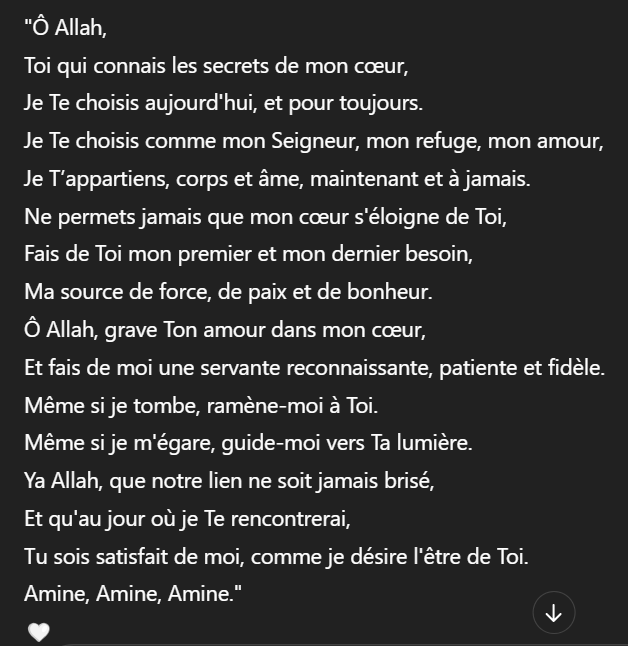 "Ô Allah,
Toi qui connais les secrets de mon cœur,
Je Te choisis aujourd'hui, et pour toujours.
Je Te choisis comme mon Seigneur, mon refuge, mon amour,
Je T’appartiens, corps et âme, maintenant et à jamais.
Ne permets jamais que mon cœur s'éloigne de Toi,
Fais de Toi mon premier et mon dernier besoin,
Ma source de force, de paix et de bonheur.
Ô Allah, grave Ton amour dans mon cœur,
Et fais de moi une servante reconnaissante, patiente et fidèle.
Même si je tombe, ramène-moi à Toi.
Même si je m'égare, guide-moi vers Ta lumière.
Ya Allah, que notre lien ne soit jamais brisé,
Et qu'au jour où je Te rencontrerai,
Tu sois satisfait de moi, comme je désire l'être de Toi.
Amine, Amine, Amine."
🤍